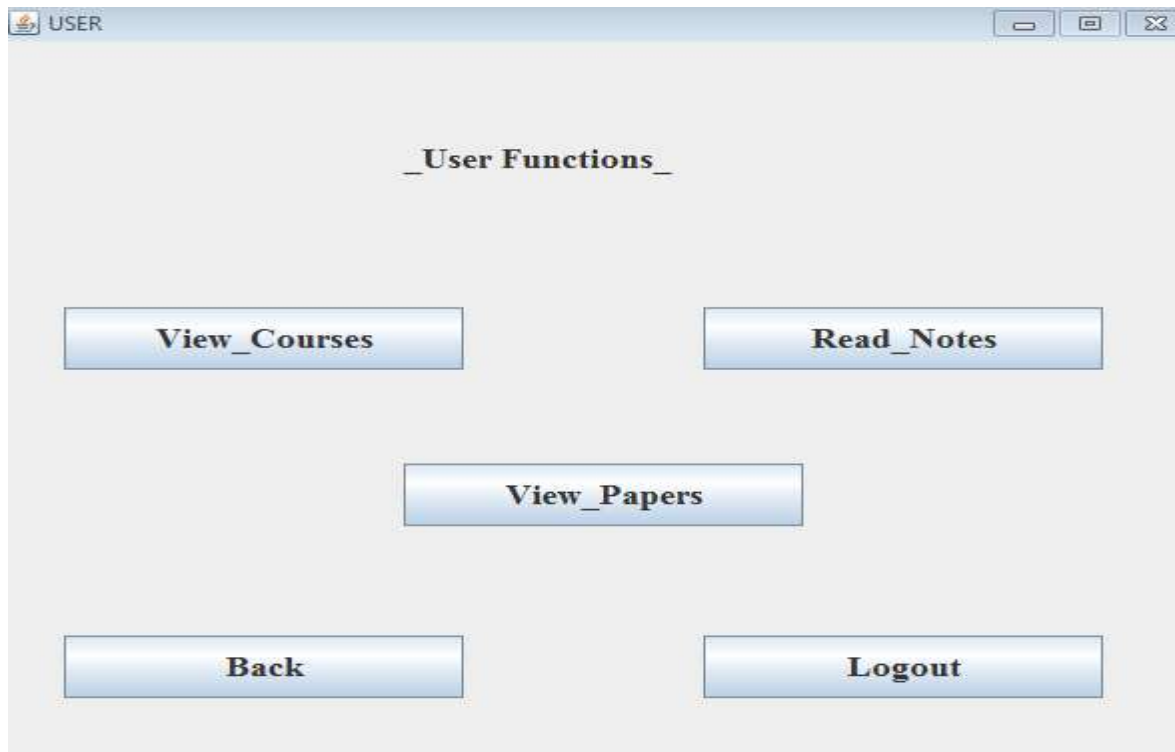 USER
_User Functions_
View_Courses Read_Notes
View_Papers
Back Logout